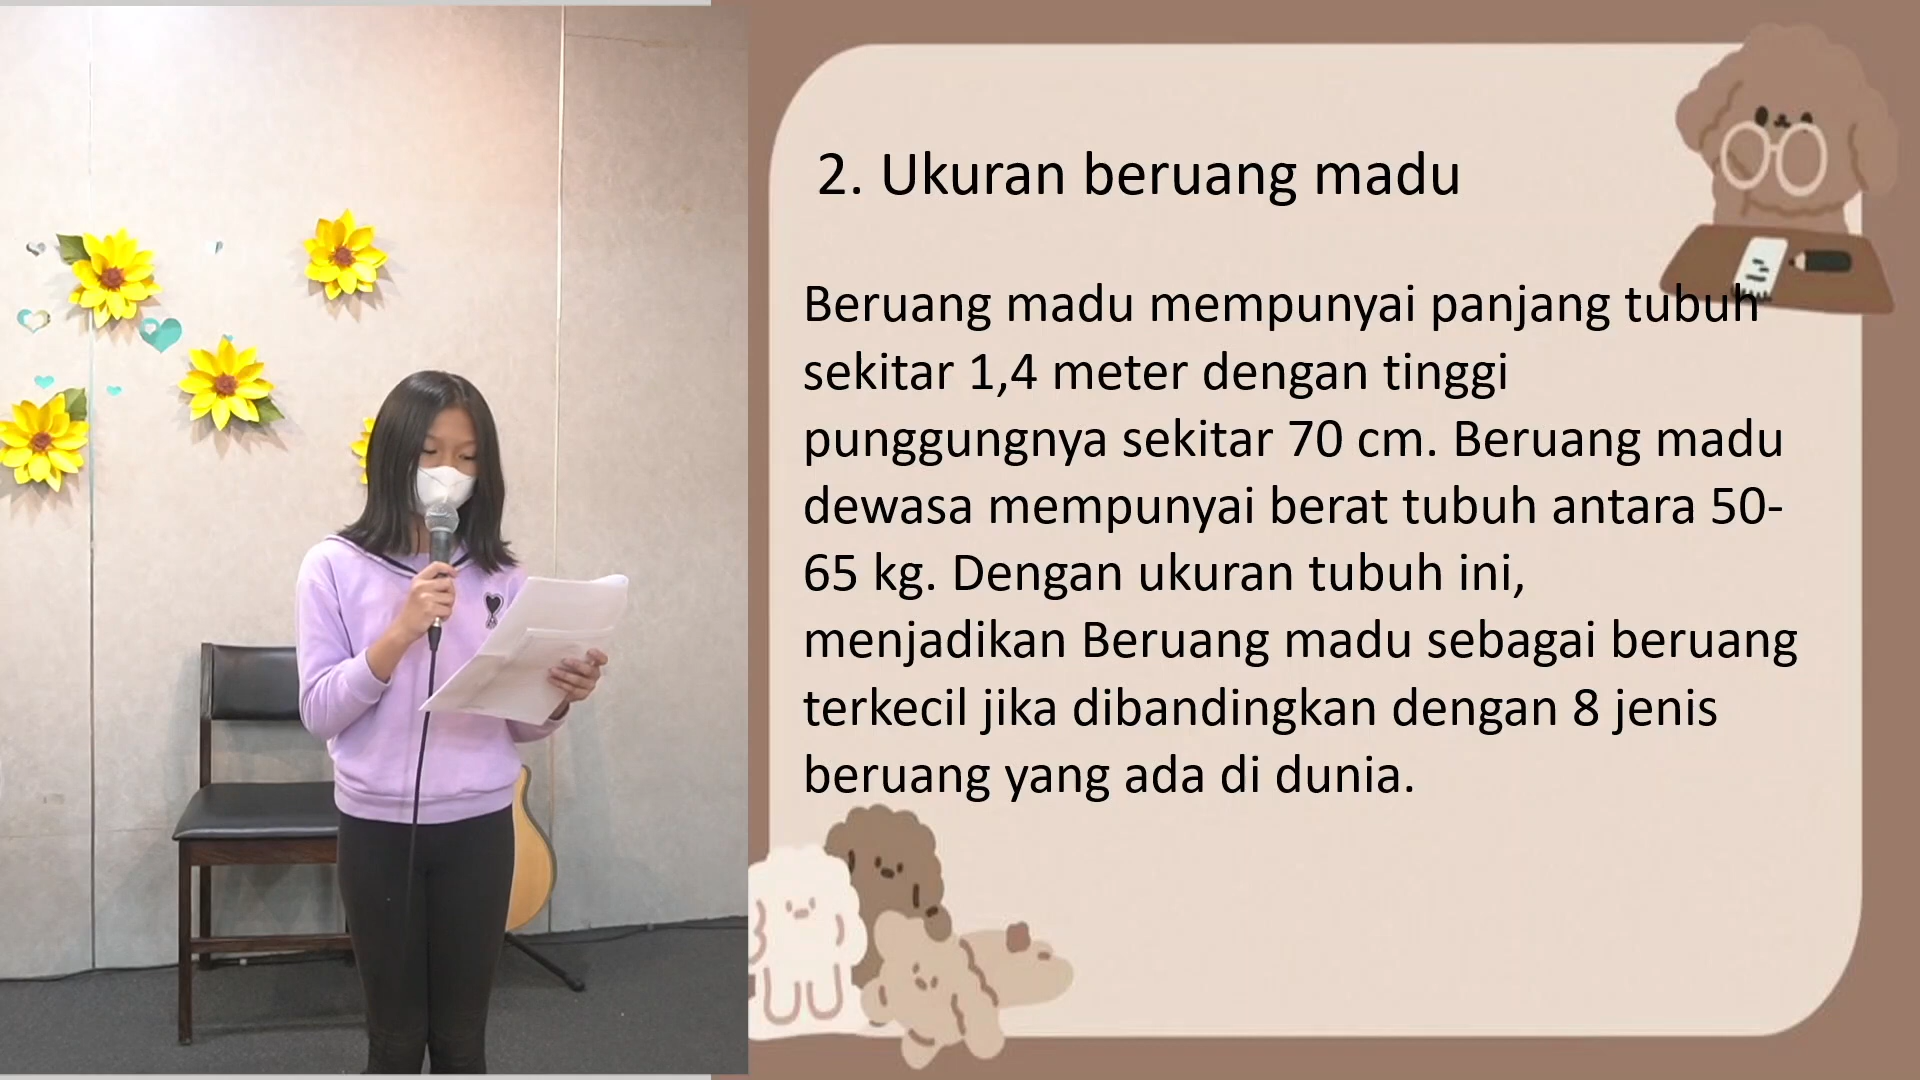 2. Ukuran beruang madu
Beruang madu mempunyai panjang tubuh
sekitar 1,4 meter dengan tinggi
punggungnya sekitar 70 cm. Beruang madu
dewasa mempunyai berat tubuh antara 50-
65 kg. Dengan ukuran tubuh ini,
menjadikan Beruang madu sebagai beruang
terkecil jika dibandingkan dengan 8 jenis
beruang yang ada di dunia.